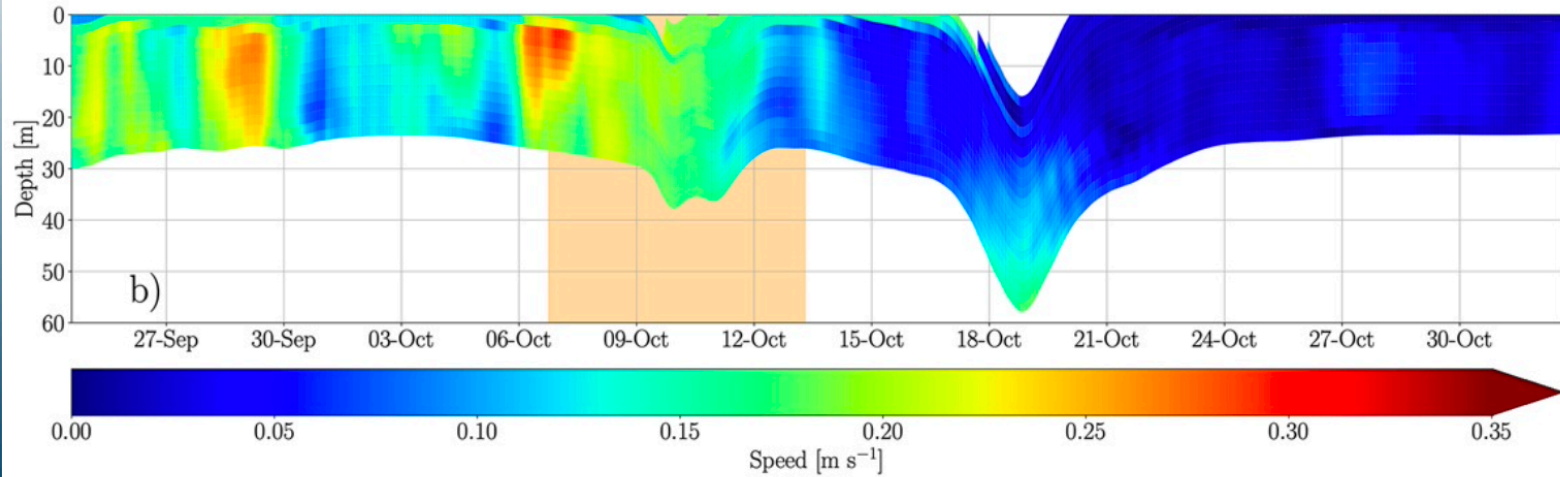 0
10
20
30
40
50
60
Depth [m]
b)
27-Sep 30-Sep 03-Oct 06-Oct 09-Oct 12-Oct 15-Oct 18-Oct 21-Oct 24-Oct 27-Oct 30-Oct
0.00 0.05 0.10 0.15 0.20 0.25 0.30 0.35
Speed [m s⁻¹]